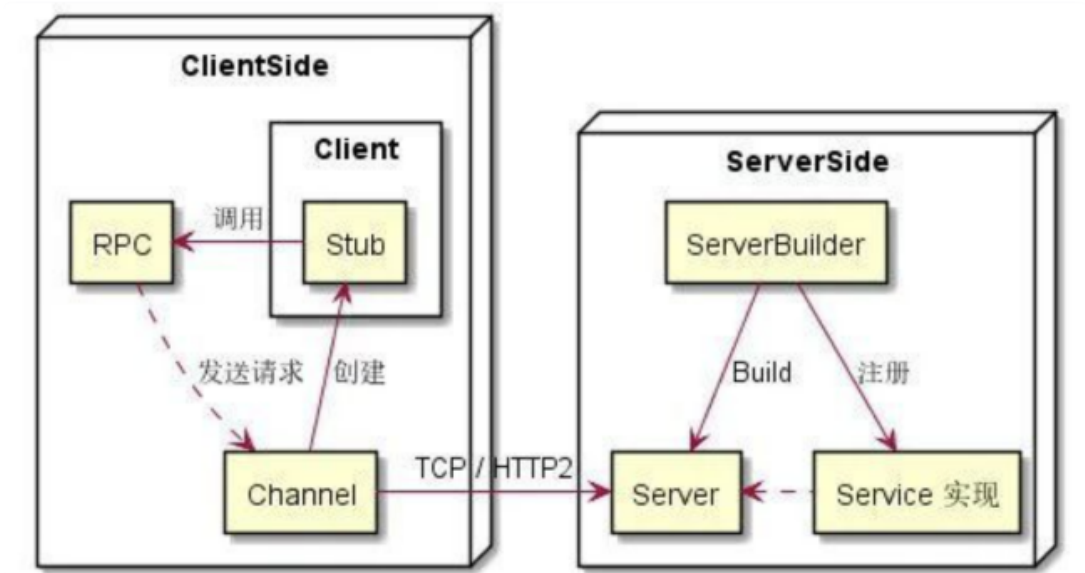 ClientSide
Client
ServerSide
调用
RPC
Stub
ServerBuilder
发送请求
创建
Build
注册
TCP / HTTP2
Channel
Server
Service 实现